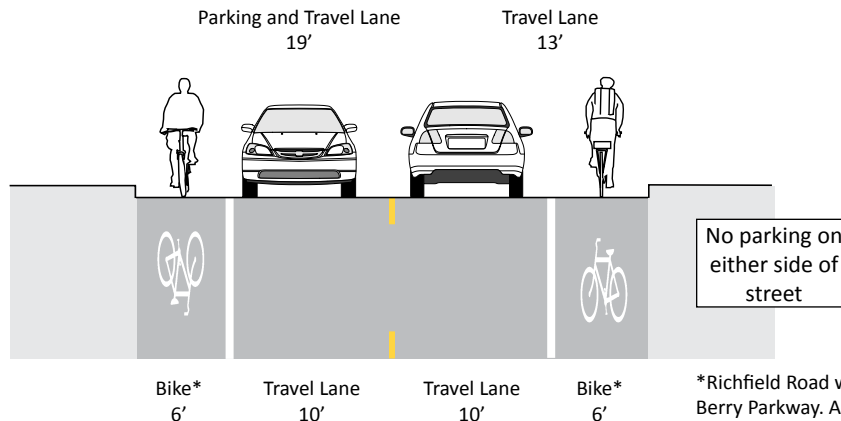 Parking and Travel Lane
19’
Travel Lane
13’
No parking on
either side of
street
Bike*
6’
Travel Lane
10’
Travel Lane
10’
Bike*
6’
*Richfield Road
Berry Parkway. A